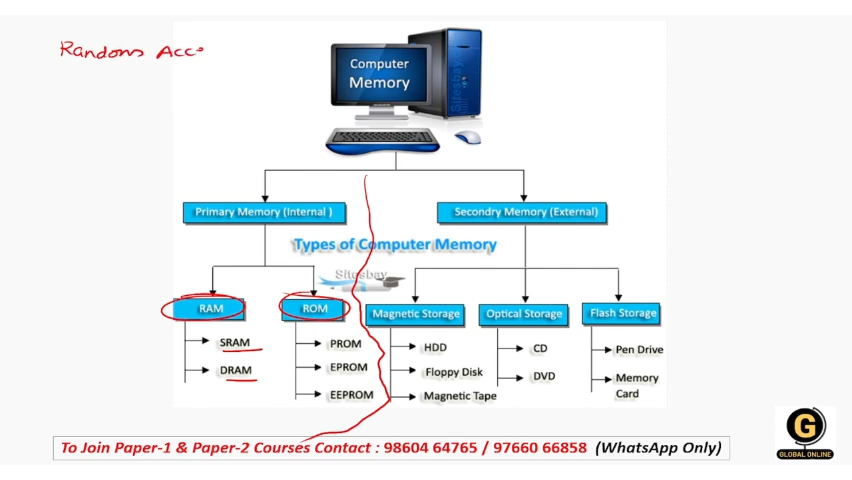 Randoms Acc
Computer
Memory
Sitesbay
Primary Memory (Internal )
Secondry Memory (External)
Types of Computer Memory
Sitesbay
RAM
ROM
Magnetic Storage
Optical Storage
Flash Storage
SRAM
PROM
HDD
CD
Pen Drive
DRAM
EPROM
Floppy Disk
DVD
Memory
Card
EEPROM
Magnetic Tape
To Join Paper-1 & Paper-2 Courses Contact : 98604 64765 / 97660 66858 (WhatsApp Only)
G
GLOBAL ONLINE